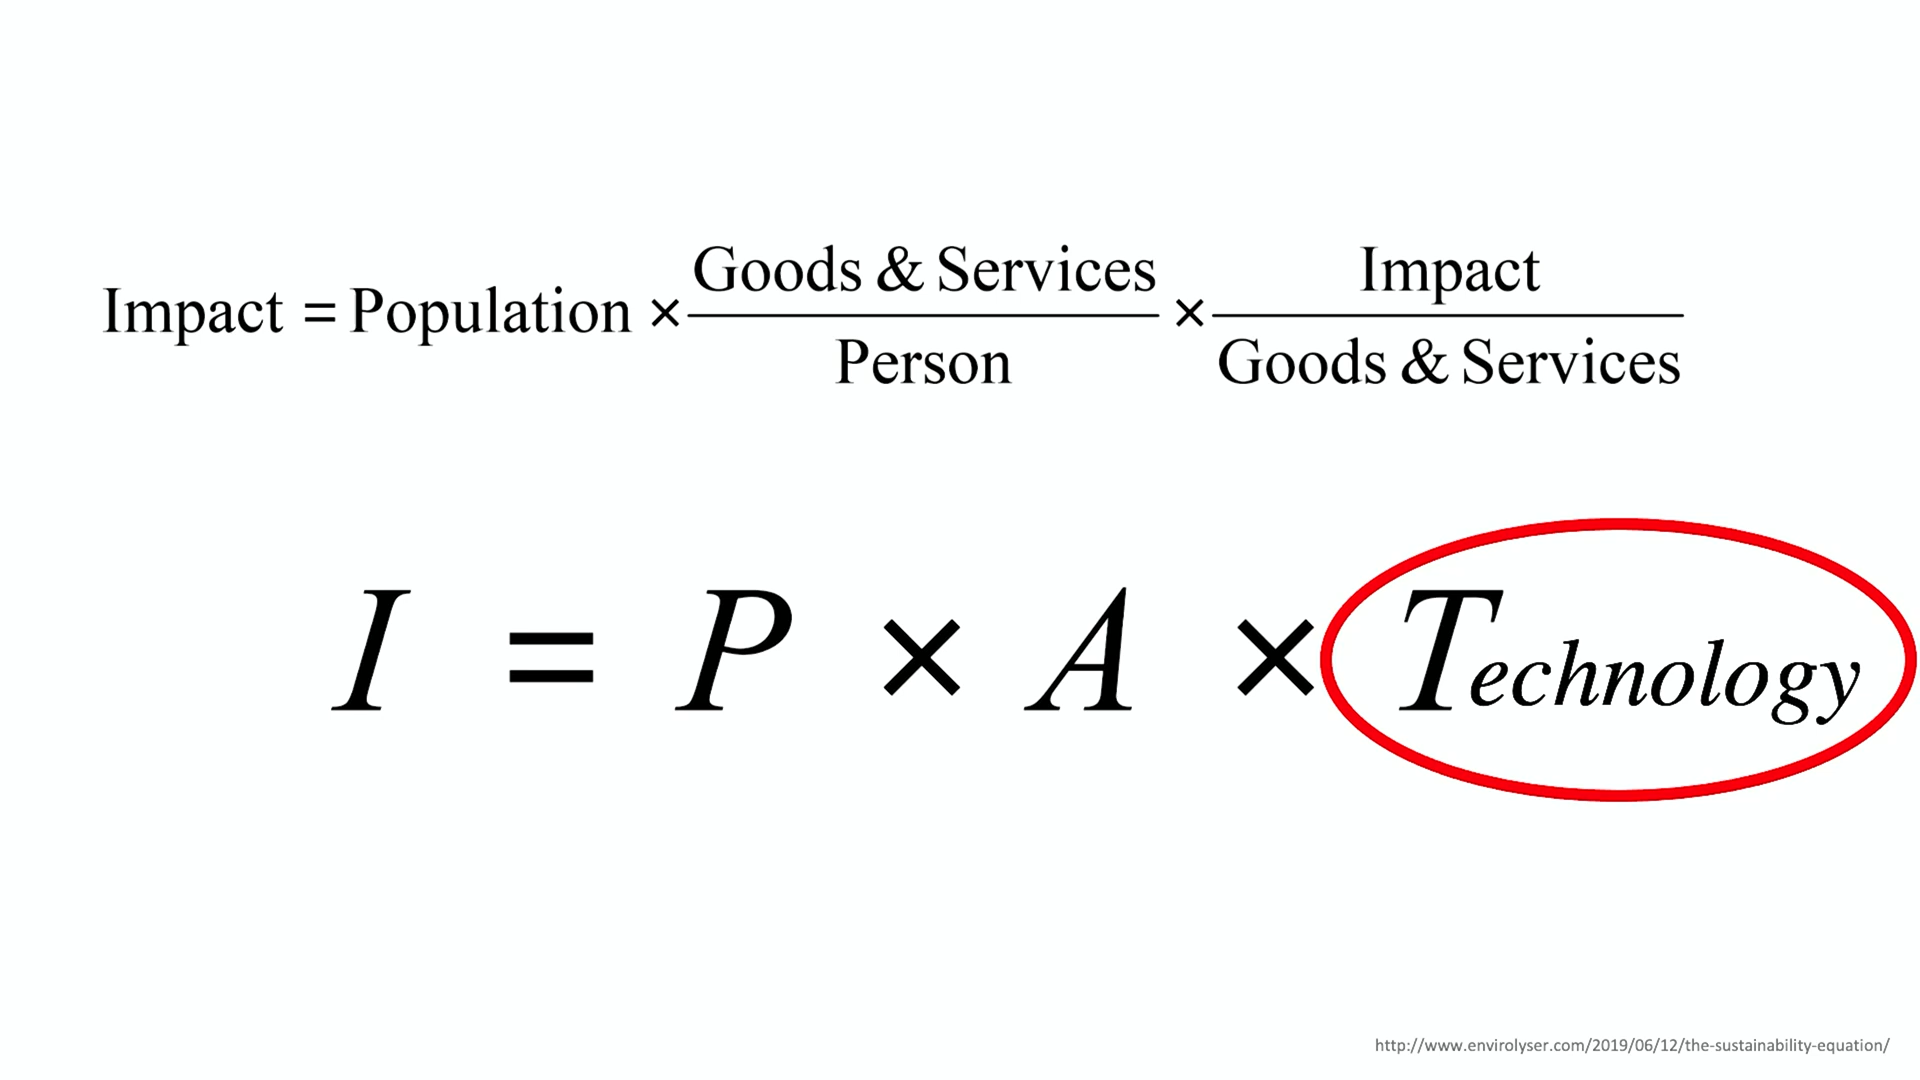 Impact = Population × Goods & Services / Person × Impact / Goods & Services
I = P × A × Technology
http://www.envirolyser.com/2019/06/12/the-sustainability-equation/